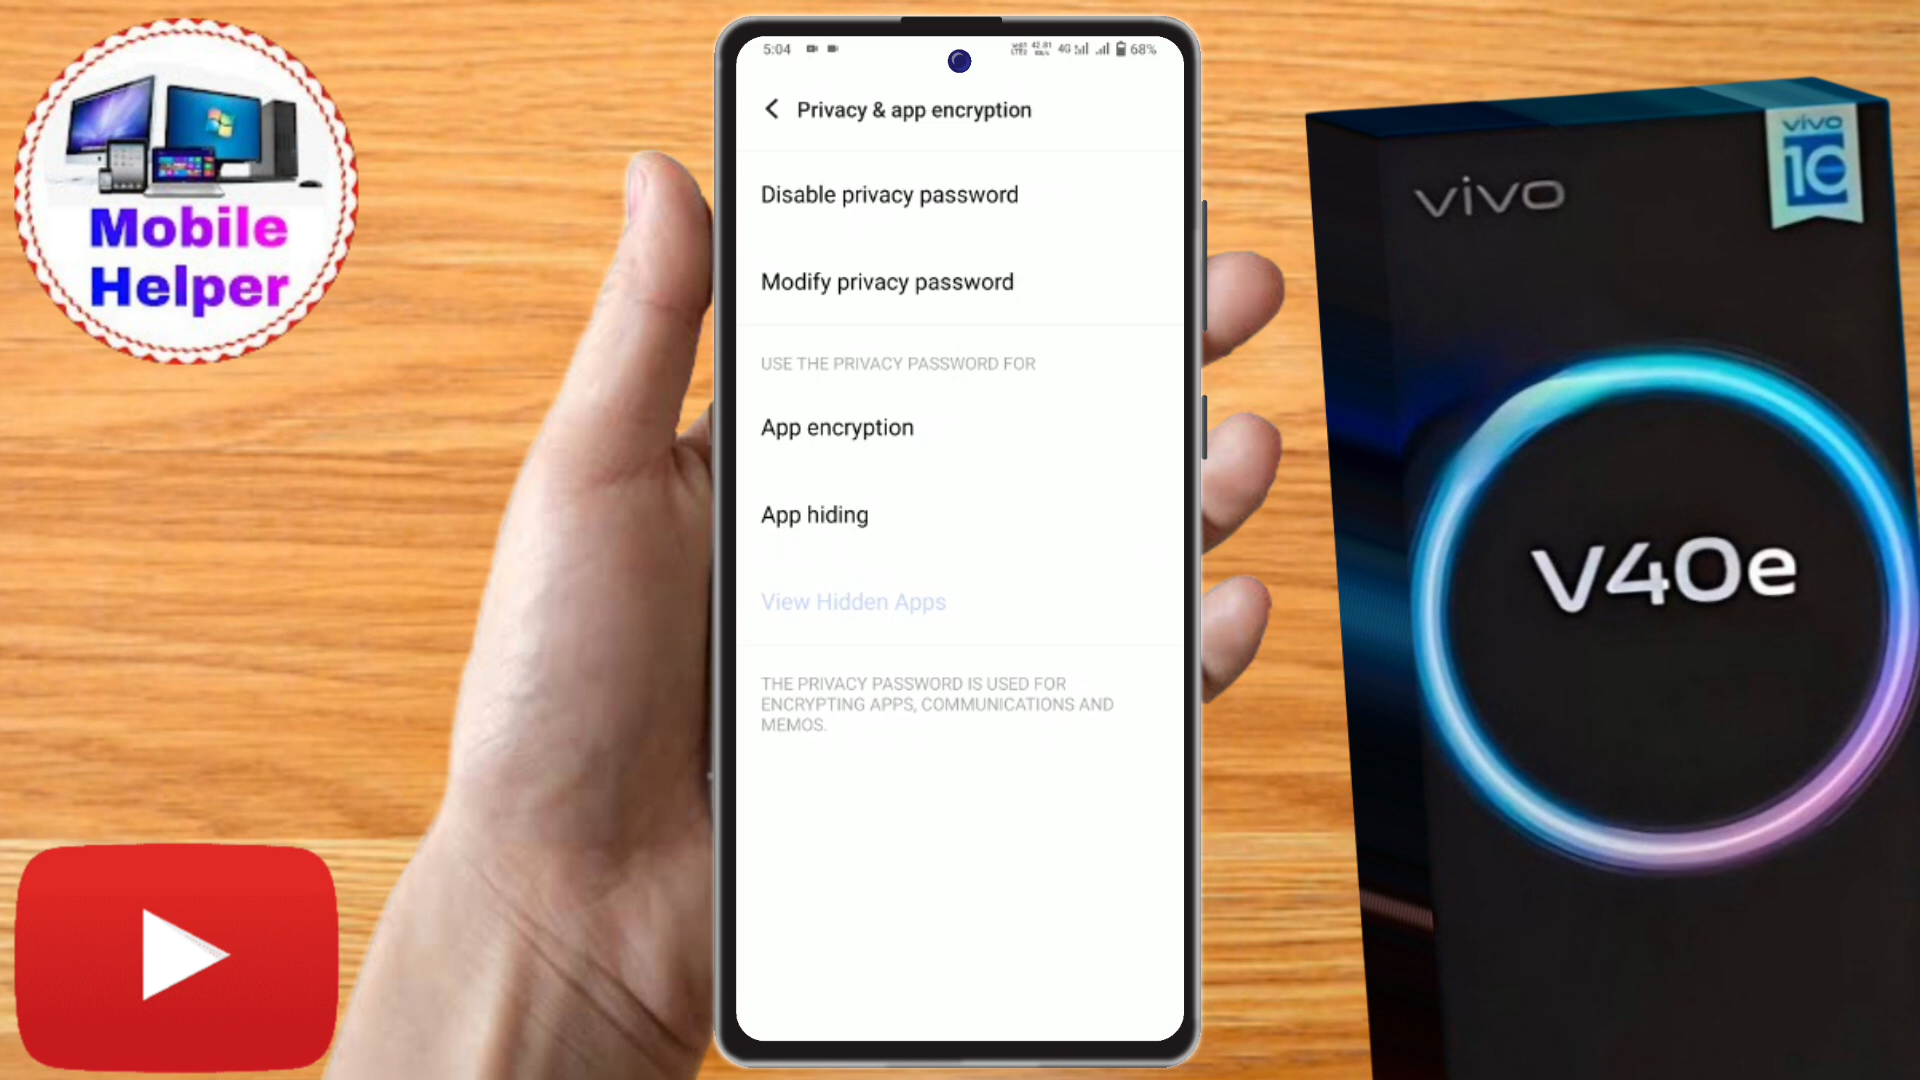 Mobile
Helper
5:04
4G
68%
Privacy & app encryption
Disable privacy password
Modify privacy password
USE THE PRIVACY PASSWORD FOR
App encryption
App hiding
View Hidden Apps
THE PRIVACY PASSWORD IS USED FOR
ENCRYPTING APPS, COMMUNICATIONS AND
MEMOS.
vivo
vivo
10
V40e